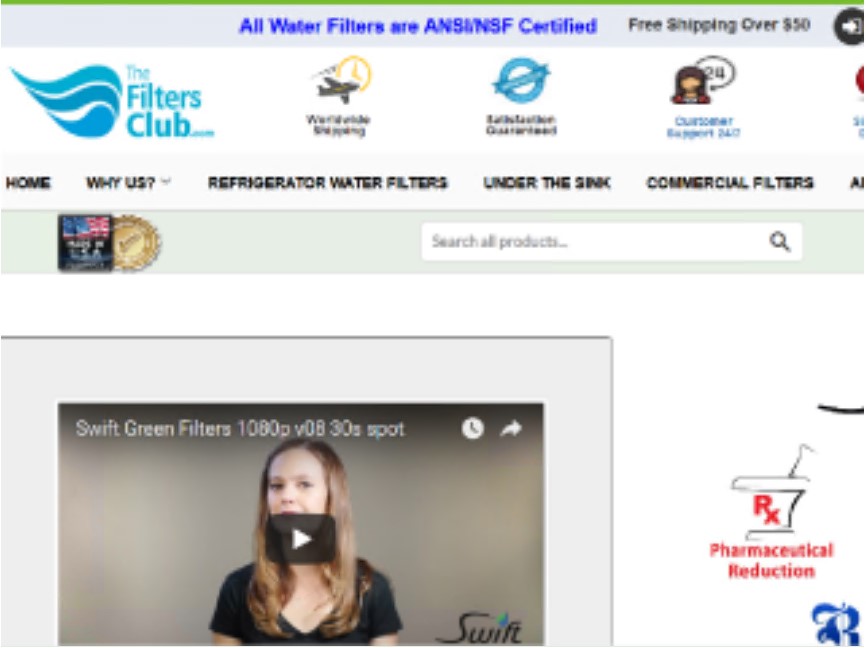 All Water Filters are ANSI/NSF Certified
Free Shipping Over $50
The
Filters
Club.com
Worldwide
Shipping
Satisfaction
Guaranteed
24
Customer
Support 24/7
HOME
WHY US?
REFRIGERATOR WATER FILTERS
UNDER THE SINK
COMMERCIAL FILTERS
MADE IN
U.S.A
Search all products...
Swift Green Filters 1080p v08 30s spot
Swift
Rx
Pharmaceutical
Reduction